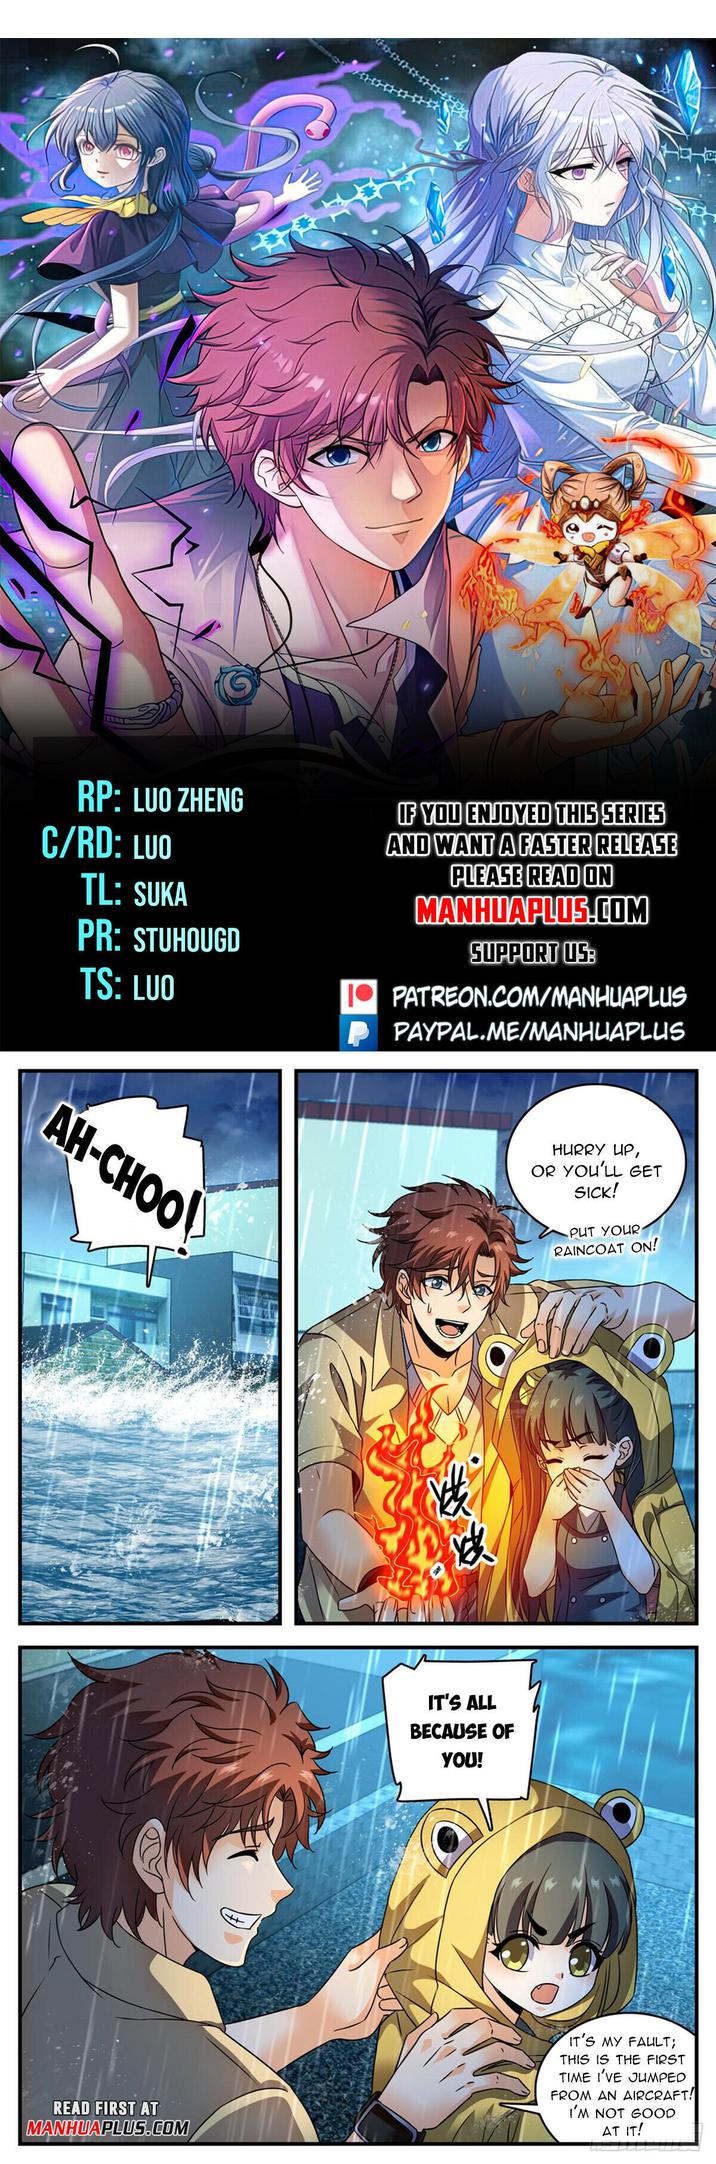 RP: LUO ZHENG
C/RD: LUO
TL: SUKA
PR: STUHOUGD
TS: LUO
IF YOU ENJOYED THIS SERIES
AND WANT A FASTER RELEASE
PLEASE READ ON
MANHUAPLUS.COM
SUPPORT US:
PATREON.COM/MANHUAPLUS
PAYPAL.ME/MANHUAPLUS
AH-CHOO!
HURRY UP,
OR YOU'LL GET
SICK!
PUT YOUR
RAINCOAT ON!
IT'S ALL
BECAUSE OF
YOU!
IT'S MY FAULT;
THIS IS THE FIRST
TIME I'VE JUMPED
FROM AN AIRCRAFT!
I'M NOT GOOD
AT IT!
READ FIRST AT
MANHUAPLUS.COM